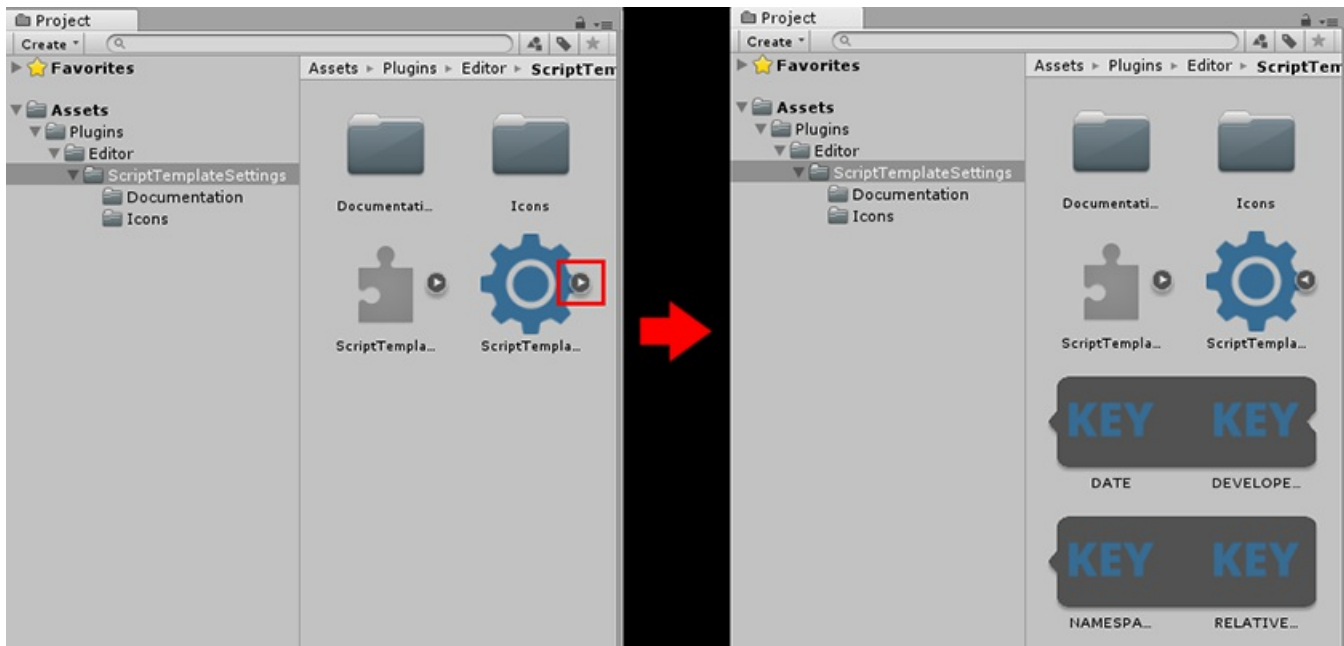 Project
Create
Favorites
Assets ▸ Plugins ▸ Editor ▸ ScriptTem
Assets
Plugins
Editor
ScriptTemplateSettings
Documentation
Icons
Documentati...
Icons
ScriptTempla...
ScriptTempla...
Project
Create
Favorites
Assets ▸ Plugins ▸ Editor ▸ ScriptTem
Assets
Plugins
Editor
ScriptTemplateSettings
Documentation
Icons
Documentati...
Icons
ScriptTempla...
ScriptTempla...
KEY
KEY
DATE
DEVELOPE...
KEY
KEY
NAMESPA...
RELATIVE...